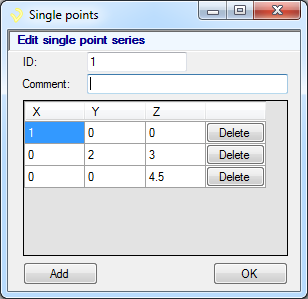 Single points
Edit single point series
ID: 1
Comment:
X Y Z
1 0 0 Delete
0 2 3 Delete
0 0 4.5 Delete
Add OK